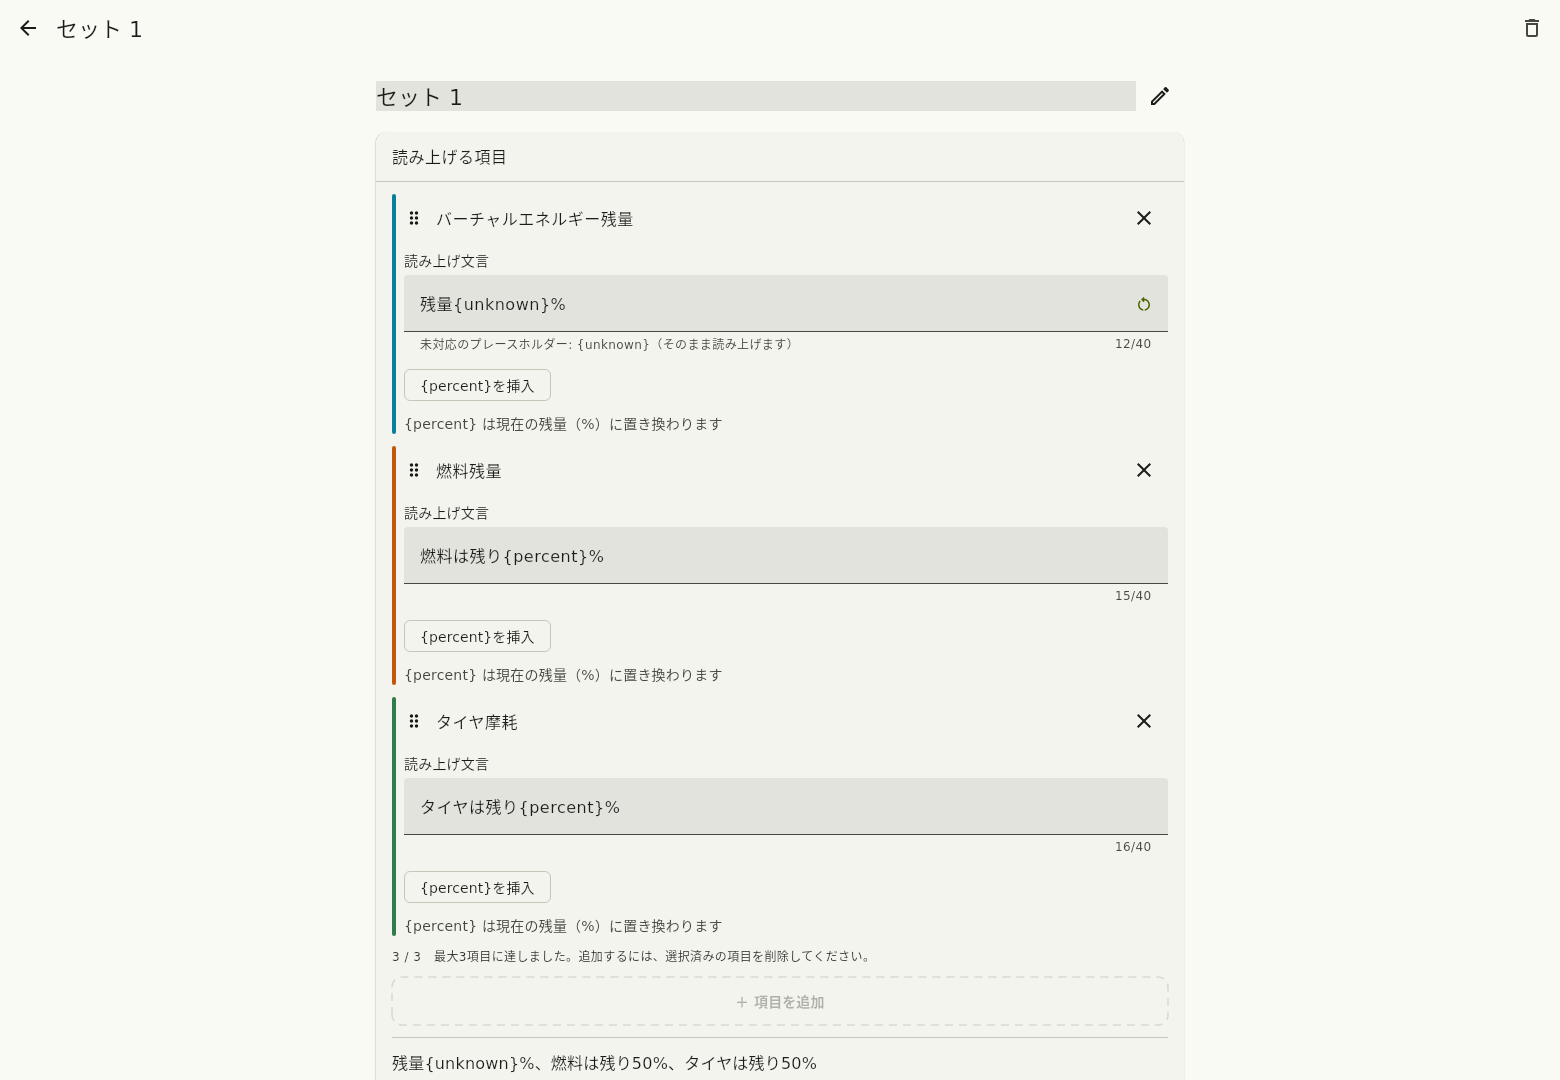 セット 1
セット 1
読み上げる項目
バーチャルエネルギー残量
読み上げ文言
残量{unknown}%
未対応のプレースホルダー: {unknown}（そのまま読み上げます） 12/40
{percent}を挿入
{percent} は現在の残量（%）に置き換わります
燃料残量
読み上げ文言
燃料は残り{percent}%
15/40
{percent}を挿入
{percent} は現在の残量（%）に置き換わります
タイヤ摩耗
読み上げ文言
タイヤは残り{percent}%
16/40
{percent}を挿入
{percent} は現在の残量（%）に置き換わります
3 / 3　最大3項目に達しました。追加するには、選択済みの項目を削除してください。
+ 項目を追加
残量{unknown}%、燃料は残り50%、タイヤは残り50%